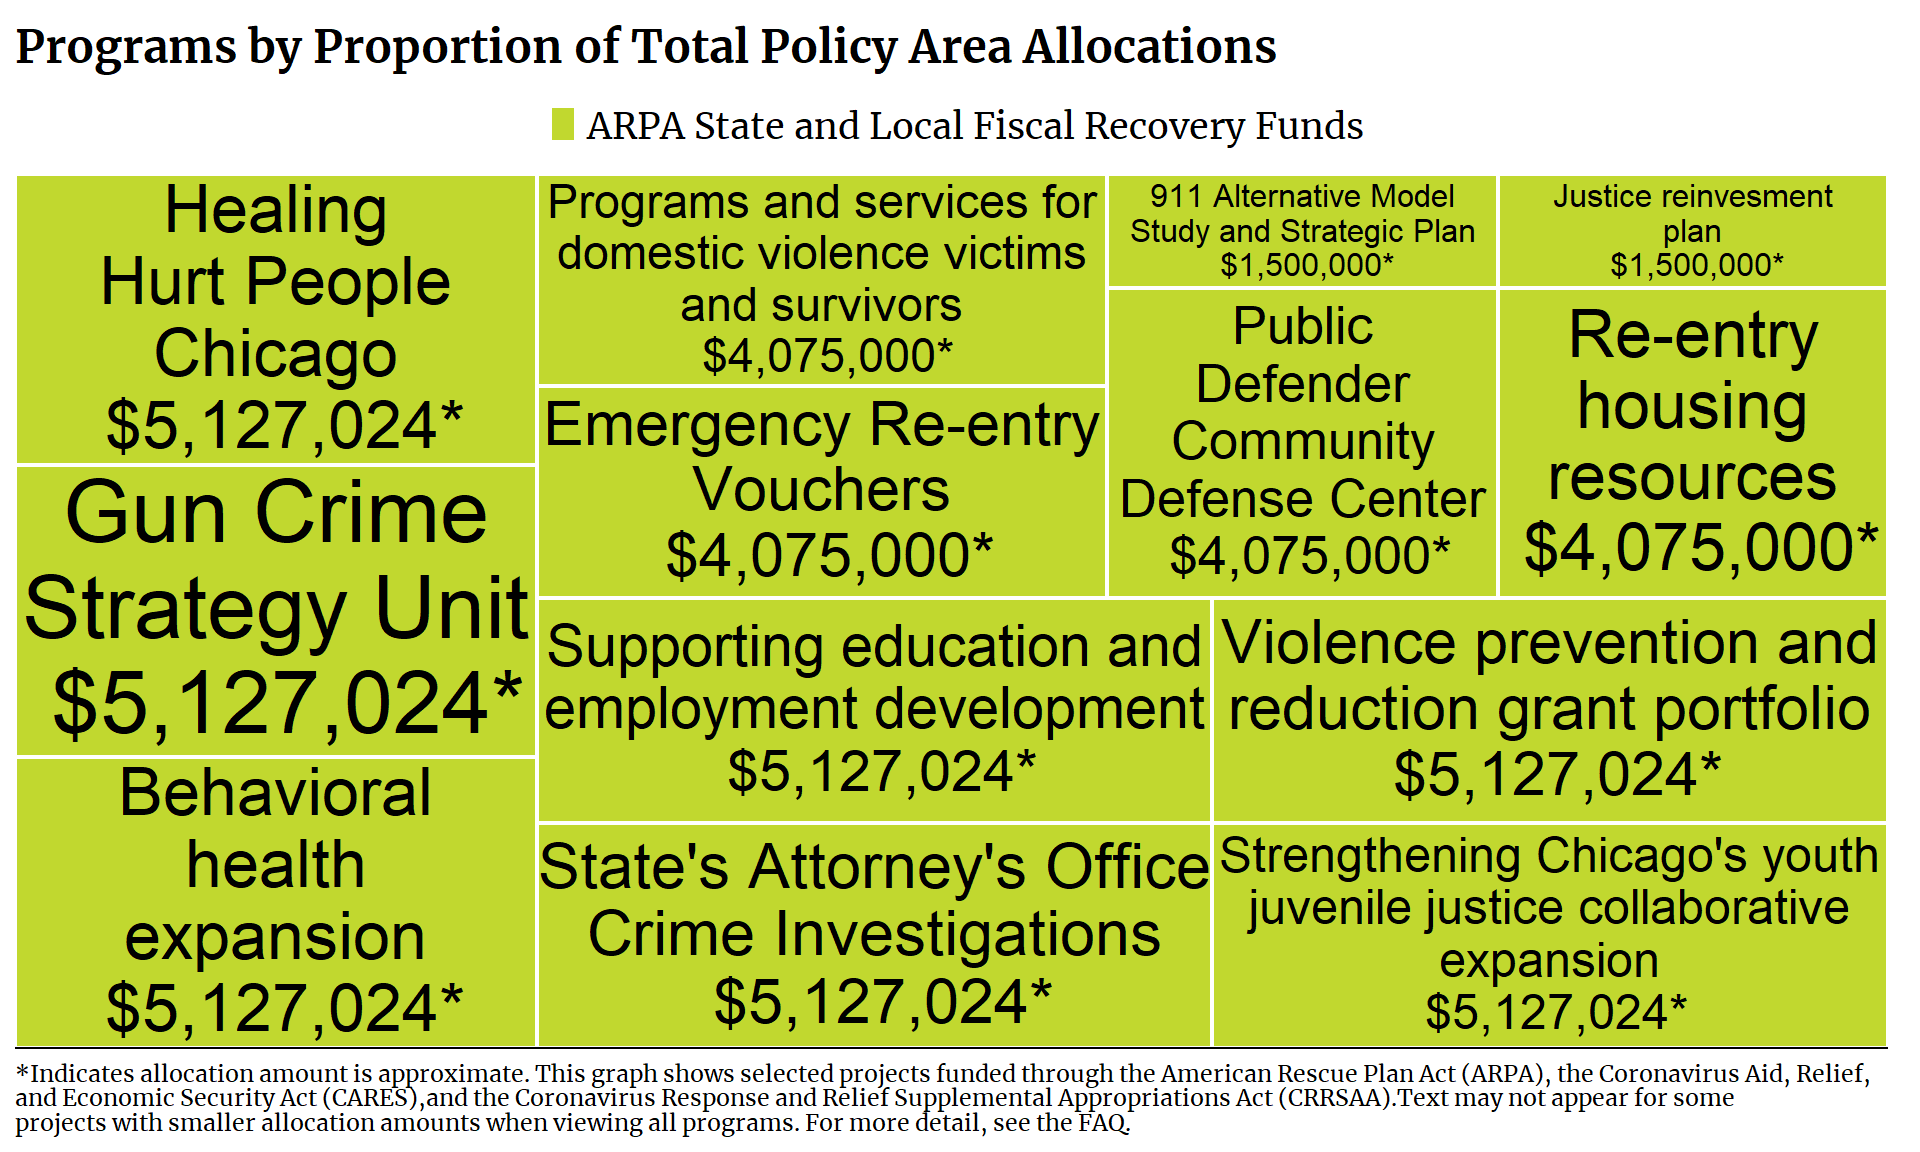 Programs by Proportion of Total Policy Area Allocations
ARPA State and Local Fiscal Recovery Funds
Healing
Hurt People
Chicago
$5,127,024*
Gun Crime
Strategy Unit
$5,127,024*
Behavioral
health
expansion
$5,127,024*
Programs and services for
domestic violence victims
and survivors
$4,075,000*
Emergency Re-entry
Vouchers
$4,075,000*
911 Alternative Model
Study and Strategic Plan
$1,500,000*
Justice reinvesment
plan
$1,500,000*
Public
Defender
Community
Defense Center
$4,075,000*
Re-entry
housing
resources
$4,075,000*
Supporting education and
employment development
$5,127,024*
Violence prevention and
reduction grant portfolio
$5,127,024*
State's Attorney's Office
Crime Investigations
$5,127,024*
Strengthening Chicago's youth
juvenile justice collaborative
expansion
$5,127,024*
*Indicates allocation amount is approximate. This graph shows selected projects funded through the American Rescue Plan Act (ARPA), the Coronavirus Aid, Relief,
and Economic Security Act (CARES),and the Coronavirus Response and Relief Supplemental Appropriations Act (CRRSAA).Text may not appear for some
projects with smaller allocation amounts when viewing all programs. For more detail, see the FAQ.